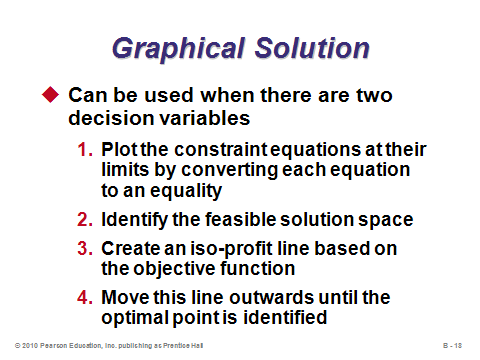 Graphical Solution
Can be used when there are two
decision variables
1. Plot the constraint equations at their
limits by converting each equation
to an equality
2. Identify the feasible solution space
3. Create an iso-profit line based on
the objective function
4. Move this line outwards until the
optimal point is identified
© 2010 Pearson Education, Inc. publishing as Prentice Hall B - 18